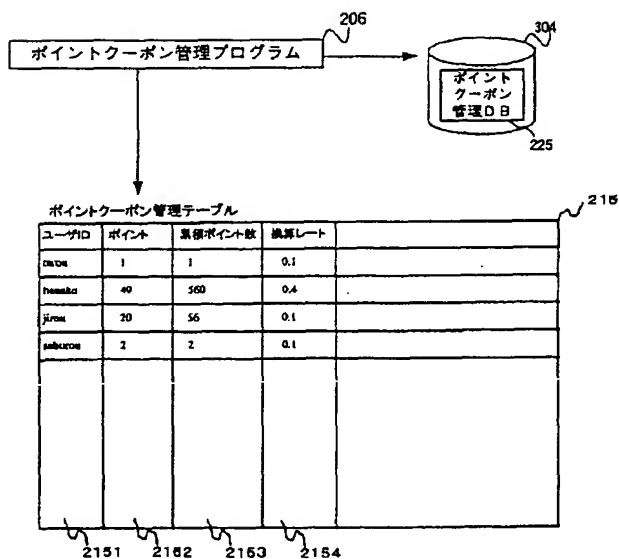 206
ポイントクーポン管理プログラム
304
ポイント
クーポン
管理DB
225
ポイントクーポン管理テーブル
215
ユーザID ポイント 累積ポイント数 換算レート
1 1 0.1
hanako 49 560 0.4
jirou 20 56 0.1
saburou 2 2 0.1
2151 2152 2153 2154